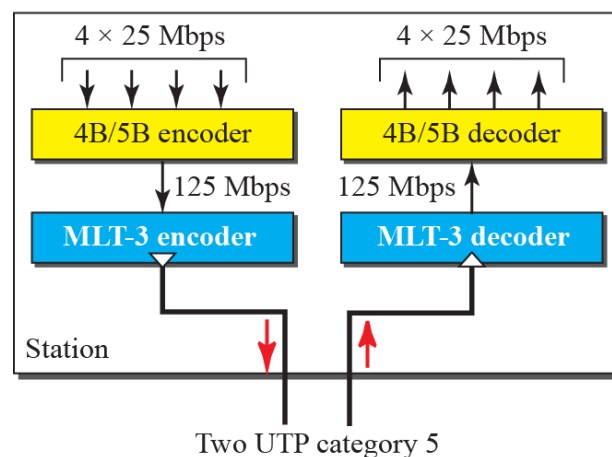 4 × 25 Mbps
4 × 25 Mbps
4B/5B encoder
4B/5B decoder
125 Mbps
125 Mbps
MLT-3 encoder
MLT-3 decoder
Station
Two UTP category 5